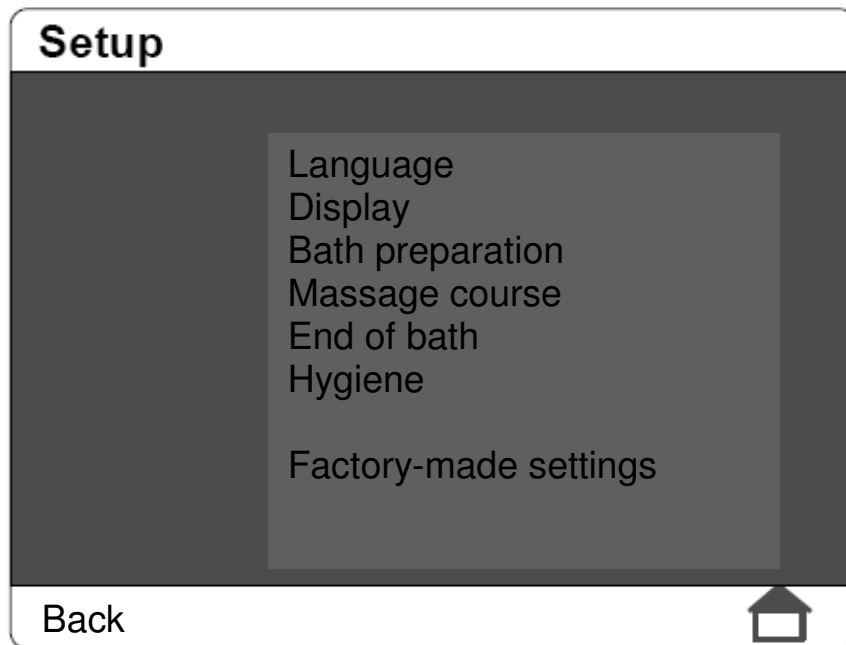 Setup
Language
Display
Bath preparation
Massage course
End of bath
Hygiene
Factory-made settings
Back